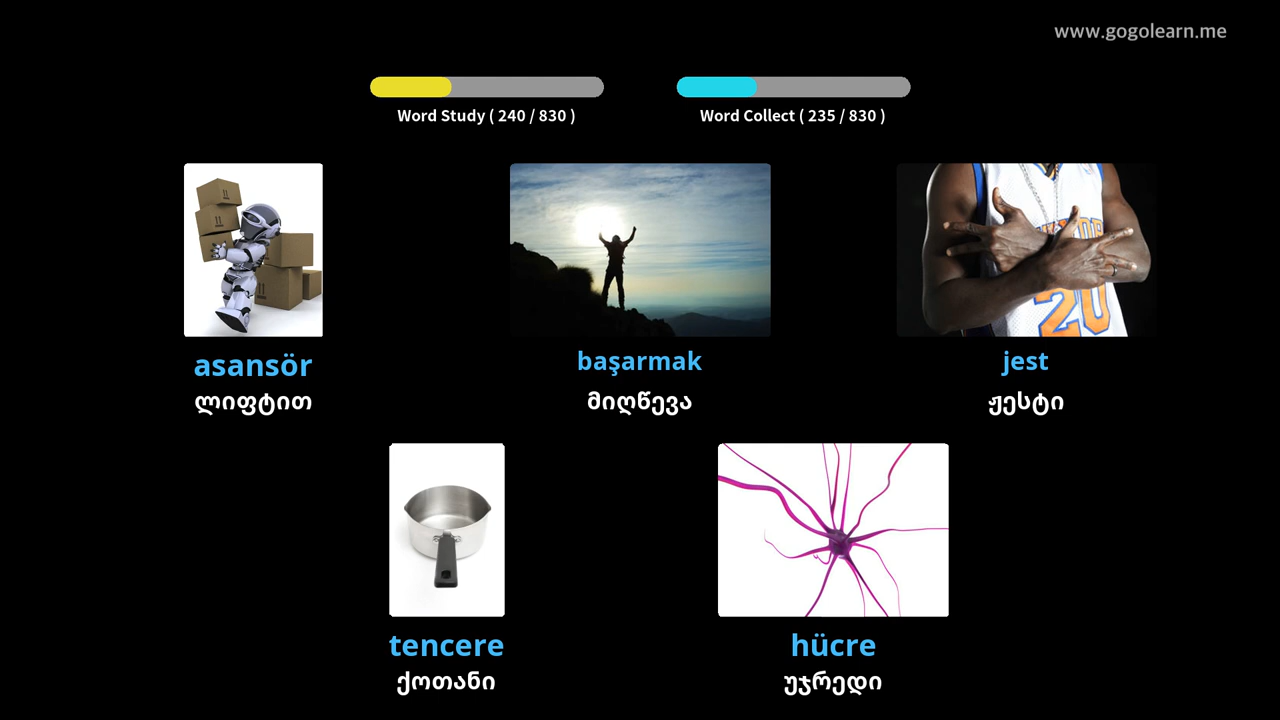 www.gogolearn.me
Word Study ( 240 / 830 )
Word Collect ( 235 / 830 )
asansör
ლიფტით
başarmak
მიღწევა
jest
ჟესტი
20
tencere
ქოთანი
hücre
უჯრედი